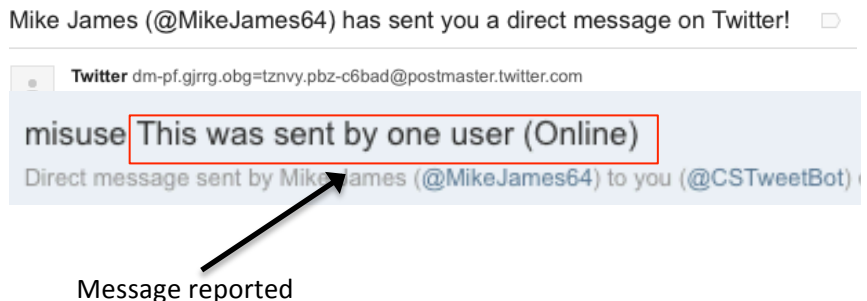 Mike James (@MikeJames64) has sent you a direct message on Twitter!
Twitter dm-pf.gjrrg.obg=tznvy.pbz-c6bad@postmaster.twitter.com
misuse This was sent by one user (Online)
Direct message sent by Mike James (@MikeJames64) to you (@CSTweetBot)
Message reported